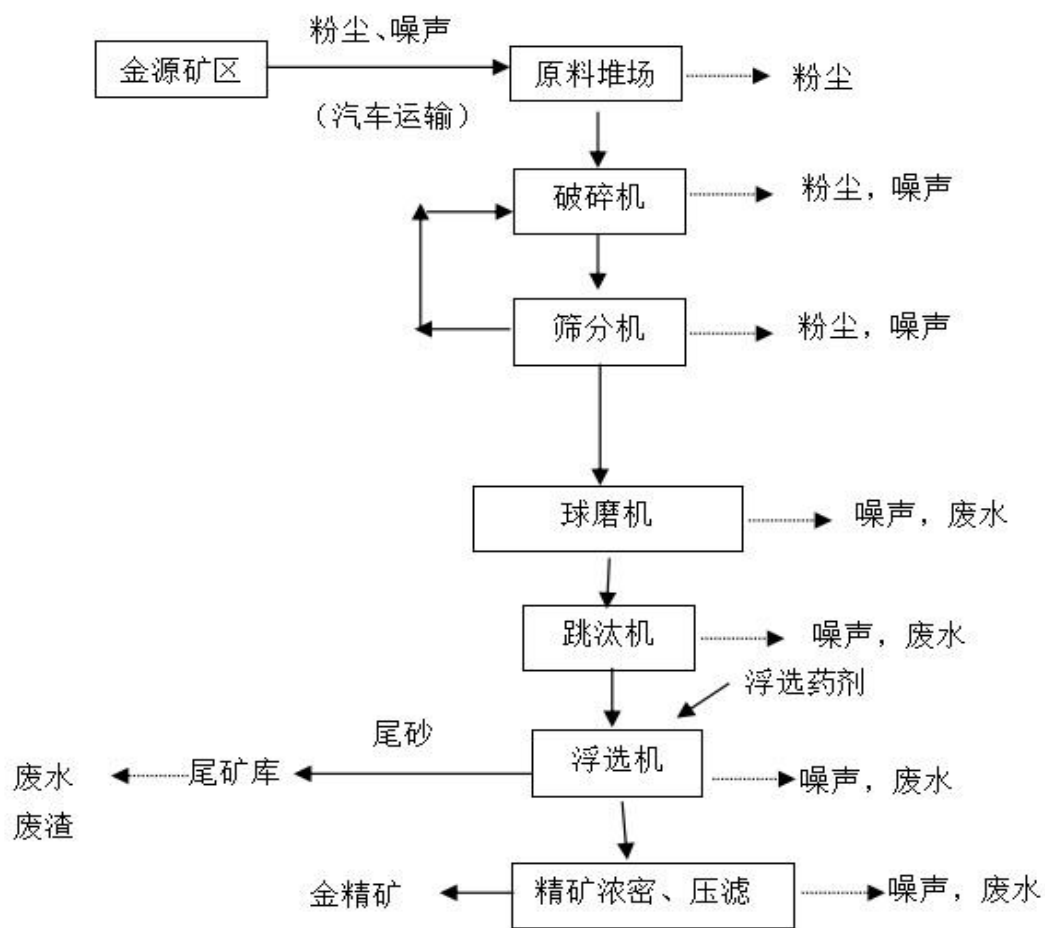 粉尘、噪声
金源矿区
原料堆场
粉尘
（汽车运输）
破碎机
粉尘，噪声
筛分机
粉尘，噪声
球磨机
噪声，废水
跳汰机
噪声，废水
浮选药剂
尾砂
浮选机
废水
尾矿库
噪声，废水
废渣
金精矿
精矿浓密、压滤
噪声，废水